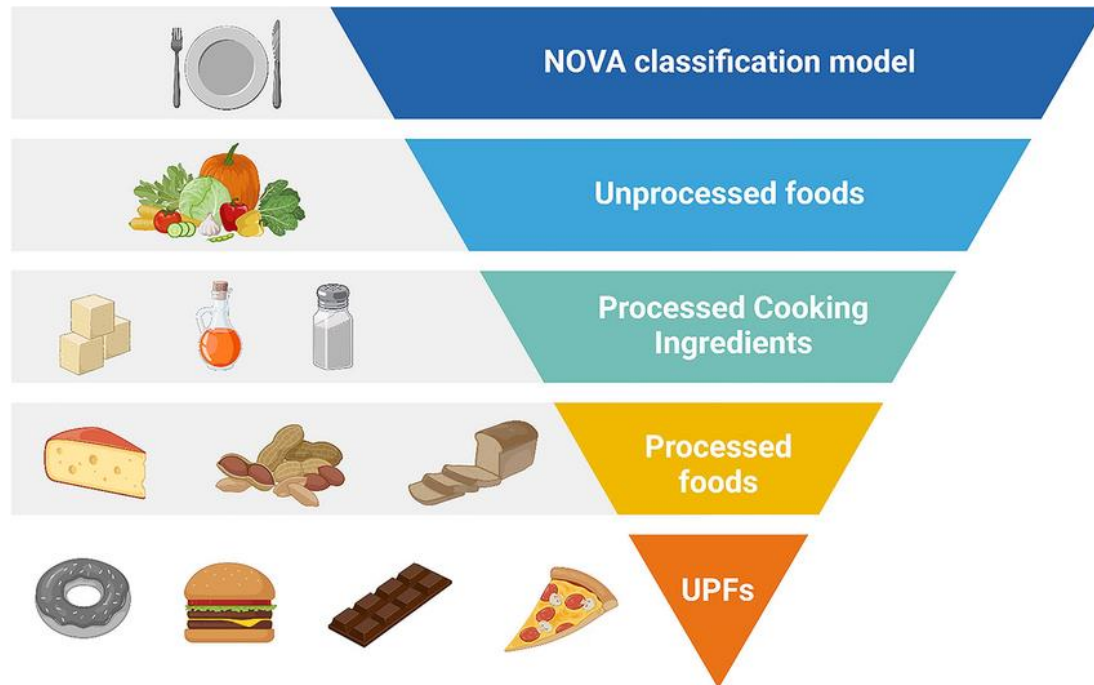 NOVA classification model
Unprocessed foods
Processed Cooking
Ingredients
Processed
foods
UPFs